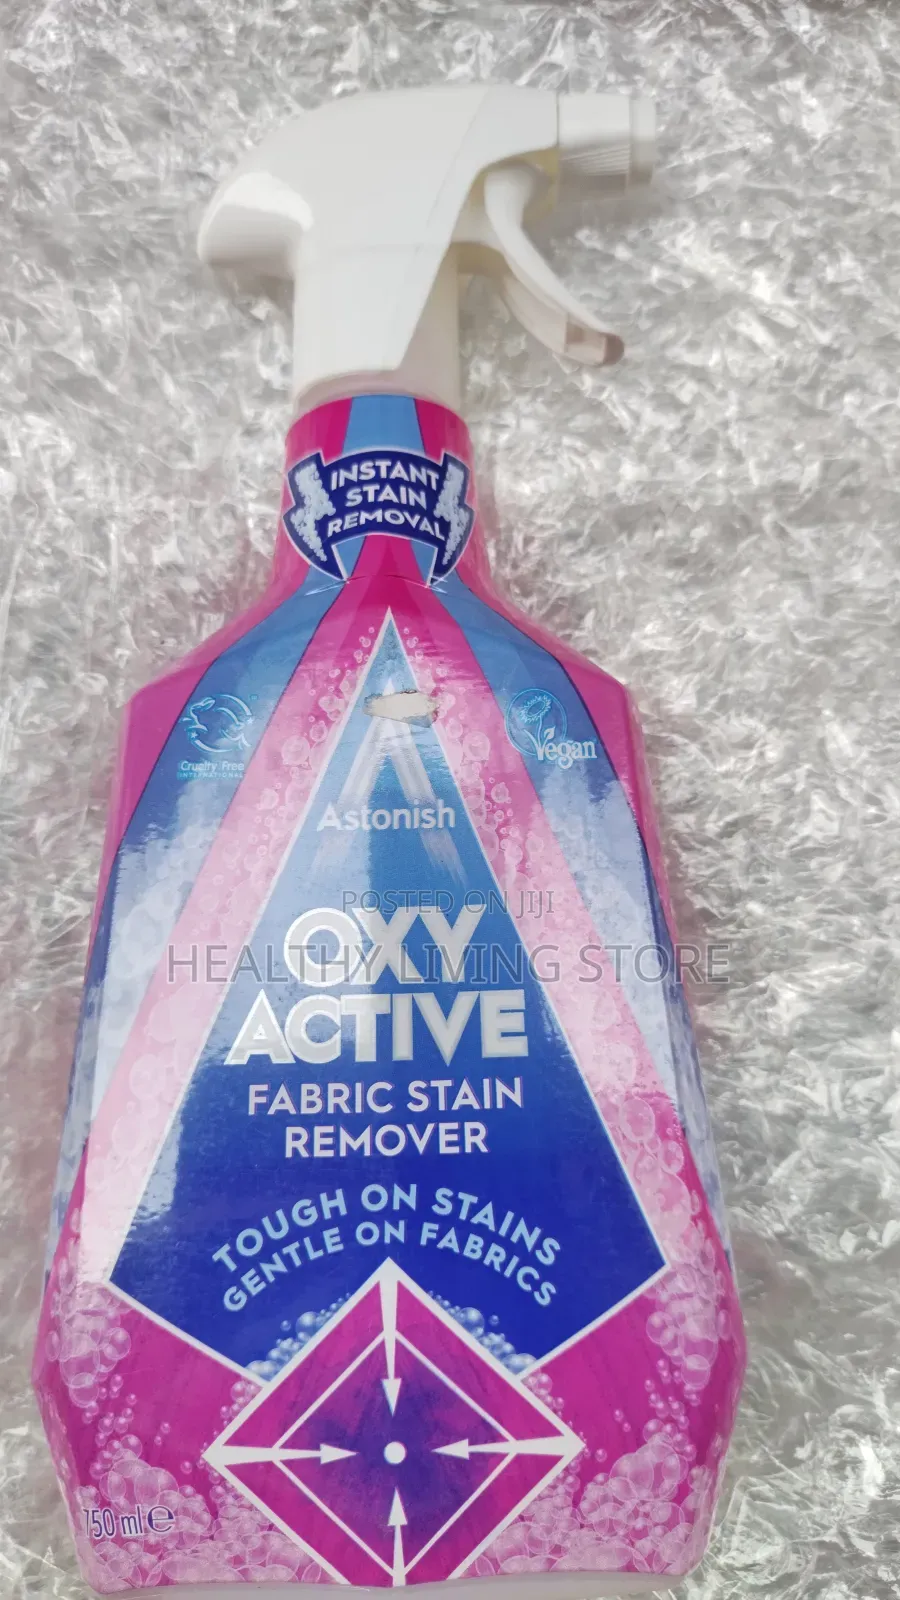 INSTANT
STAIN
REMOVAL
Cruelty Free
INTERNATIONAL
Vegan
Astonish
POSTED ON JIJI
OXY
HEALTHY LIVING STORE
ACTIVE
FABRIC STAIN
REMOVER
TOUGH ON STAINS
GENTLE ON FABRICS
750 ml e